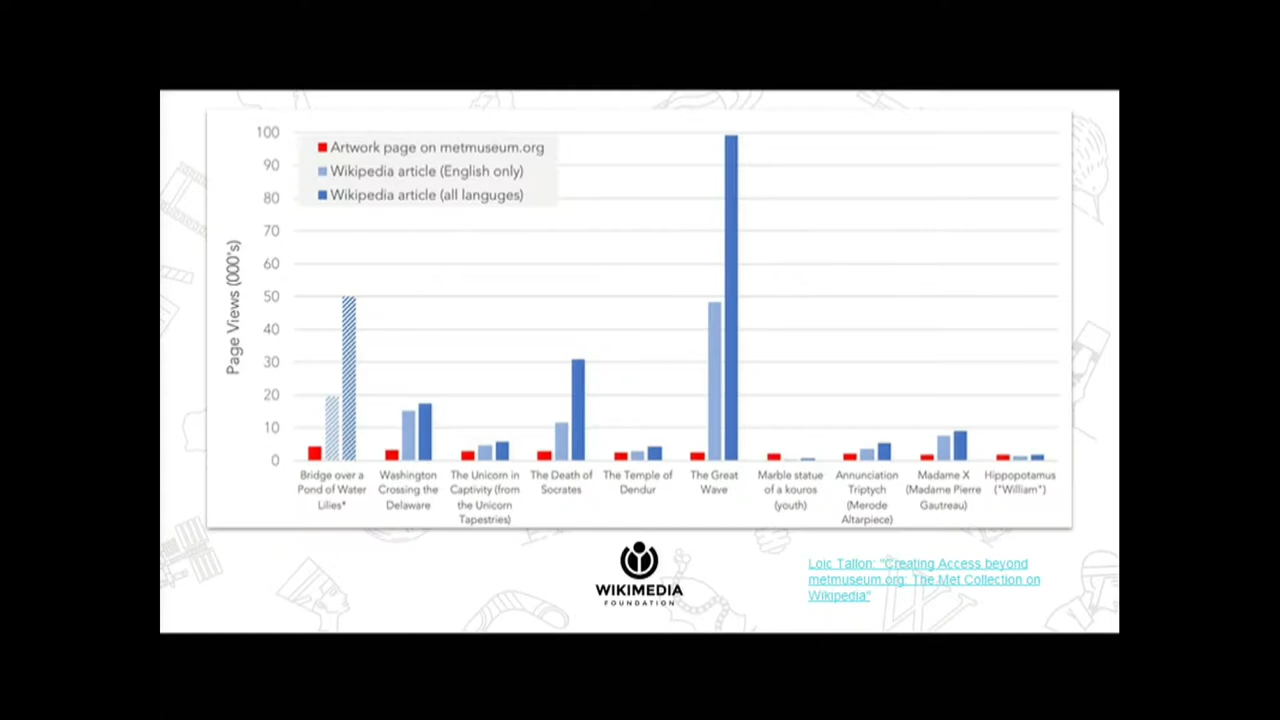 100
90
80
70
60
50
40
30
20
10
0
Page Views (000's)
Artwork page on metmuseum.org
Wikipedia article (English only)
Wikipedia article (all languges)
Bridge over a
Pond of Water
Lilies*
Washington
Crossing the
Delaware
The Unicorn in
Captivity (from
the Unicorn
Tapestries)
The Death of
Socrates
The Temple of
Dendur
The Great
Wave
Marble statue
of a kouros
(youth)
Annunciation
Triptych
(Merode
Altarpiece)
Madame X
(Madame Pierre
Gautreau)
Hippopotamus
("William")
WIKIMEDIA
FOUNDATION
Loic Tallon: "Creating Access beyond
metmuseum.org: The Met Collection on
Wikipedia"